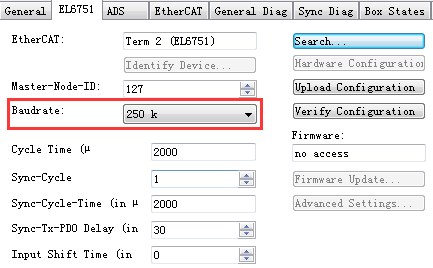 General EL6751 ADS EtherCAT General Diag Sync Diag Box States
EtherCAT: Term 2 (EL6751) Search...
Identify Device... Hardware Configuration
Master-Node-ID: 127 Upload Configuration
Baudrate: 250 k Verify Configuration
Firmware:
Cycle Time (µ 2000 no access
Sync-Cycle 1 Firmware Update...
Sync-Cycle-Time (in µ 2000 Advanced Settings...
Sync-Tx-PDO Delay (in 30
Input Shift Time (in 0